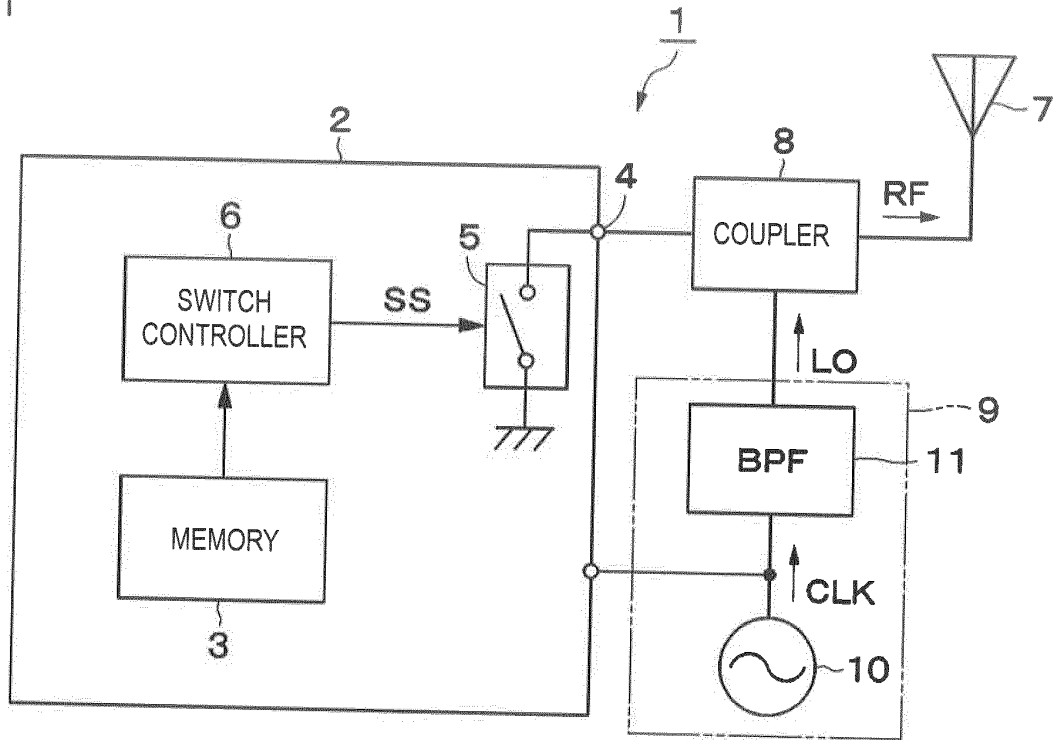 1
7
2
8
4
RF
6
5
COUPLER
SWITCH
CONTROLLER
SS
LO
9
BPF
11
MEMORY
CLK
3
10